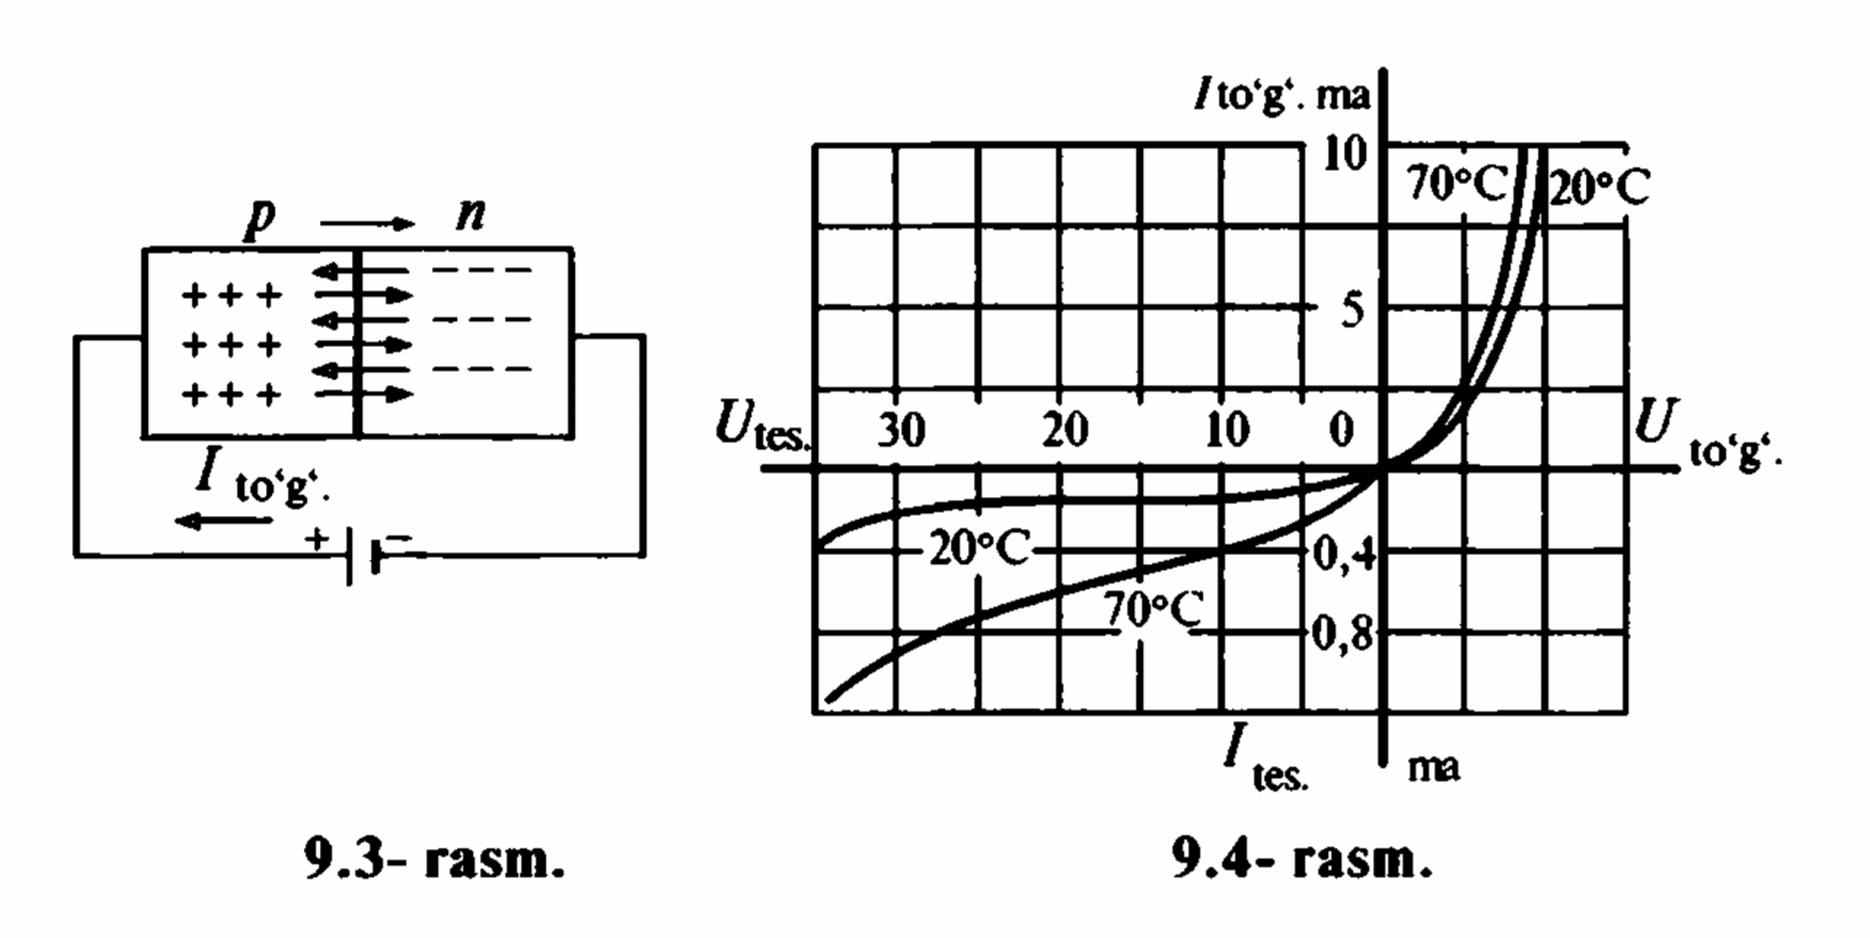 p n
+ + +
+ + +
+ + +
I to‘g‘.
+ −
9.3- rasm.
I to‘g‘. ma
10
70°C 20°C
5
U tes. 30 20 10 0 U to‘g‘.
20°C 0,4
70°C 0,8
I tes. ma
9.4- rasm.